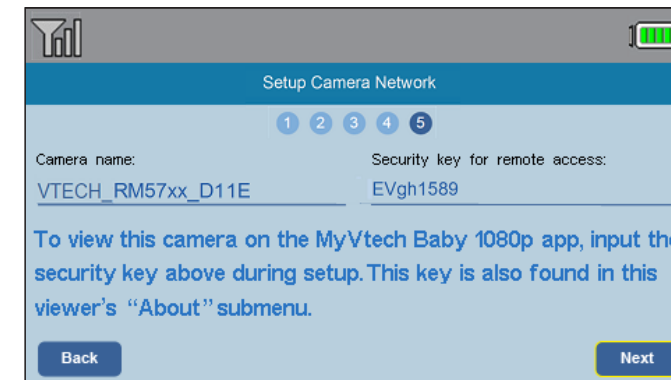 Setup Camera Network
1 2 3 4 5
Camera name: Security key for remote access:
VTECH_RM57xx_D11E EVgh1589
To view this camera on the MyVtech Baby 1080p app, input the
security key above during setup. This key is also found in this
viewer's “About” submenu.
Back Next